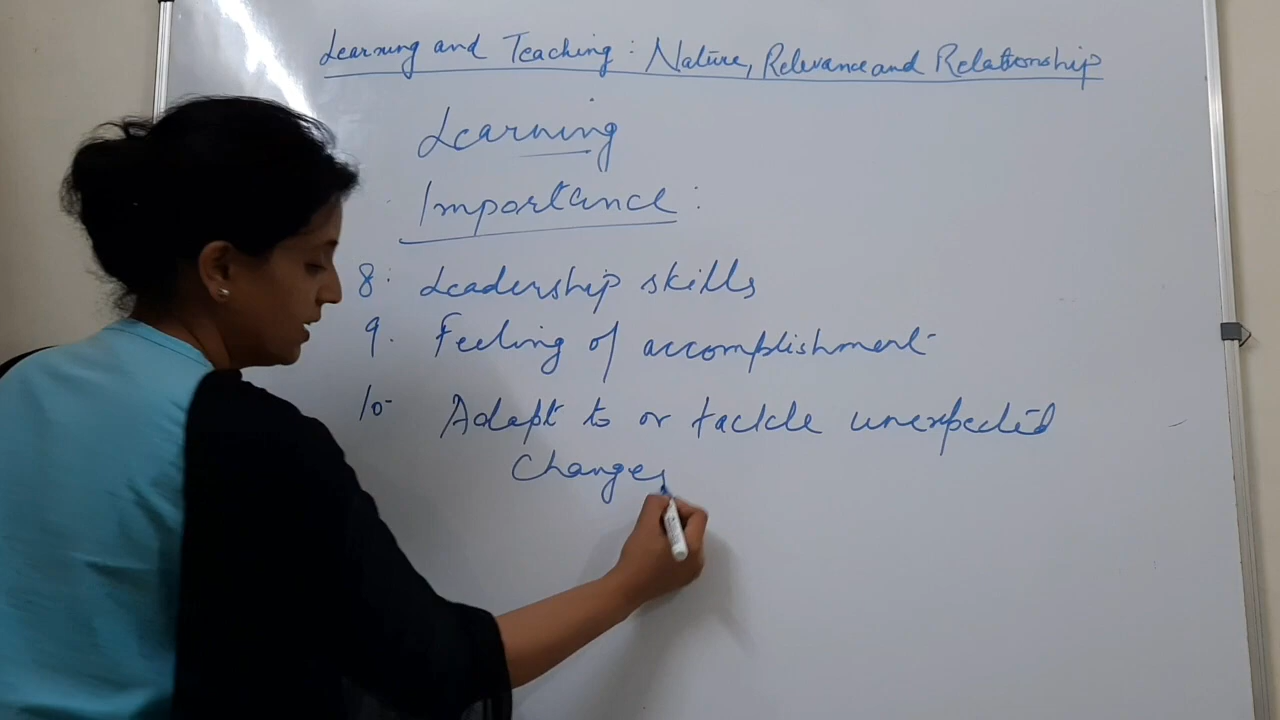 Learning and Teaching : Nature, Relevance and Relationship
Learning
Importance :
8. Leadership skills
9. Feeling of accomplishment
10. Adapt to or tackle unexpected
Changes